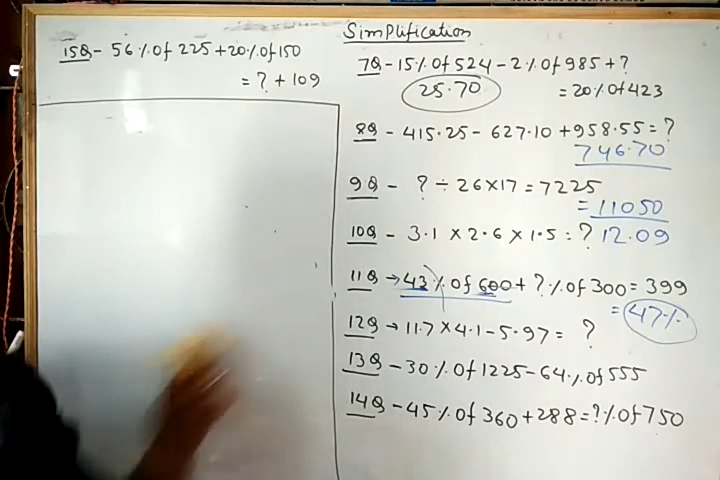 Simplification
15Q - 56% of 225 + 20% of 150
= ? + 109
7Q - 15% of 524 - 2% of 985 + ?
= 20% of 423
25.70
8Q - 415.25 - 627.10 + 958.55 = ?
746.70
9Q - ? ÷ 26 × 17 = 7225
= 11050
10Q - 3.1 × 2.6 × 1.5 = ? 12.09
11Q → 43% of 600 + ?% of 300 = 399
= 47%
12Q → 11.7 × 4.1 - 5.97 = ?
13Q - 30% of 1225 - 64% of 555
14Q - 45% of 360 + 288 = ?% of 750